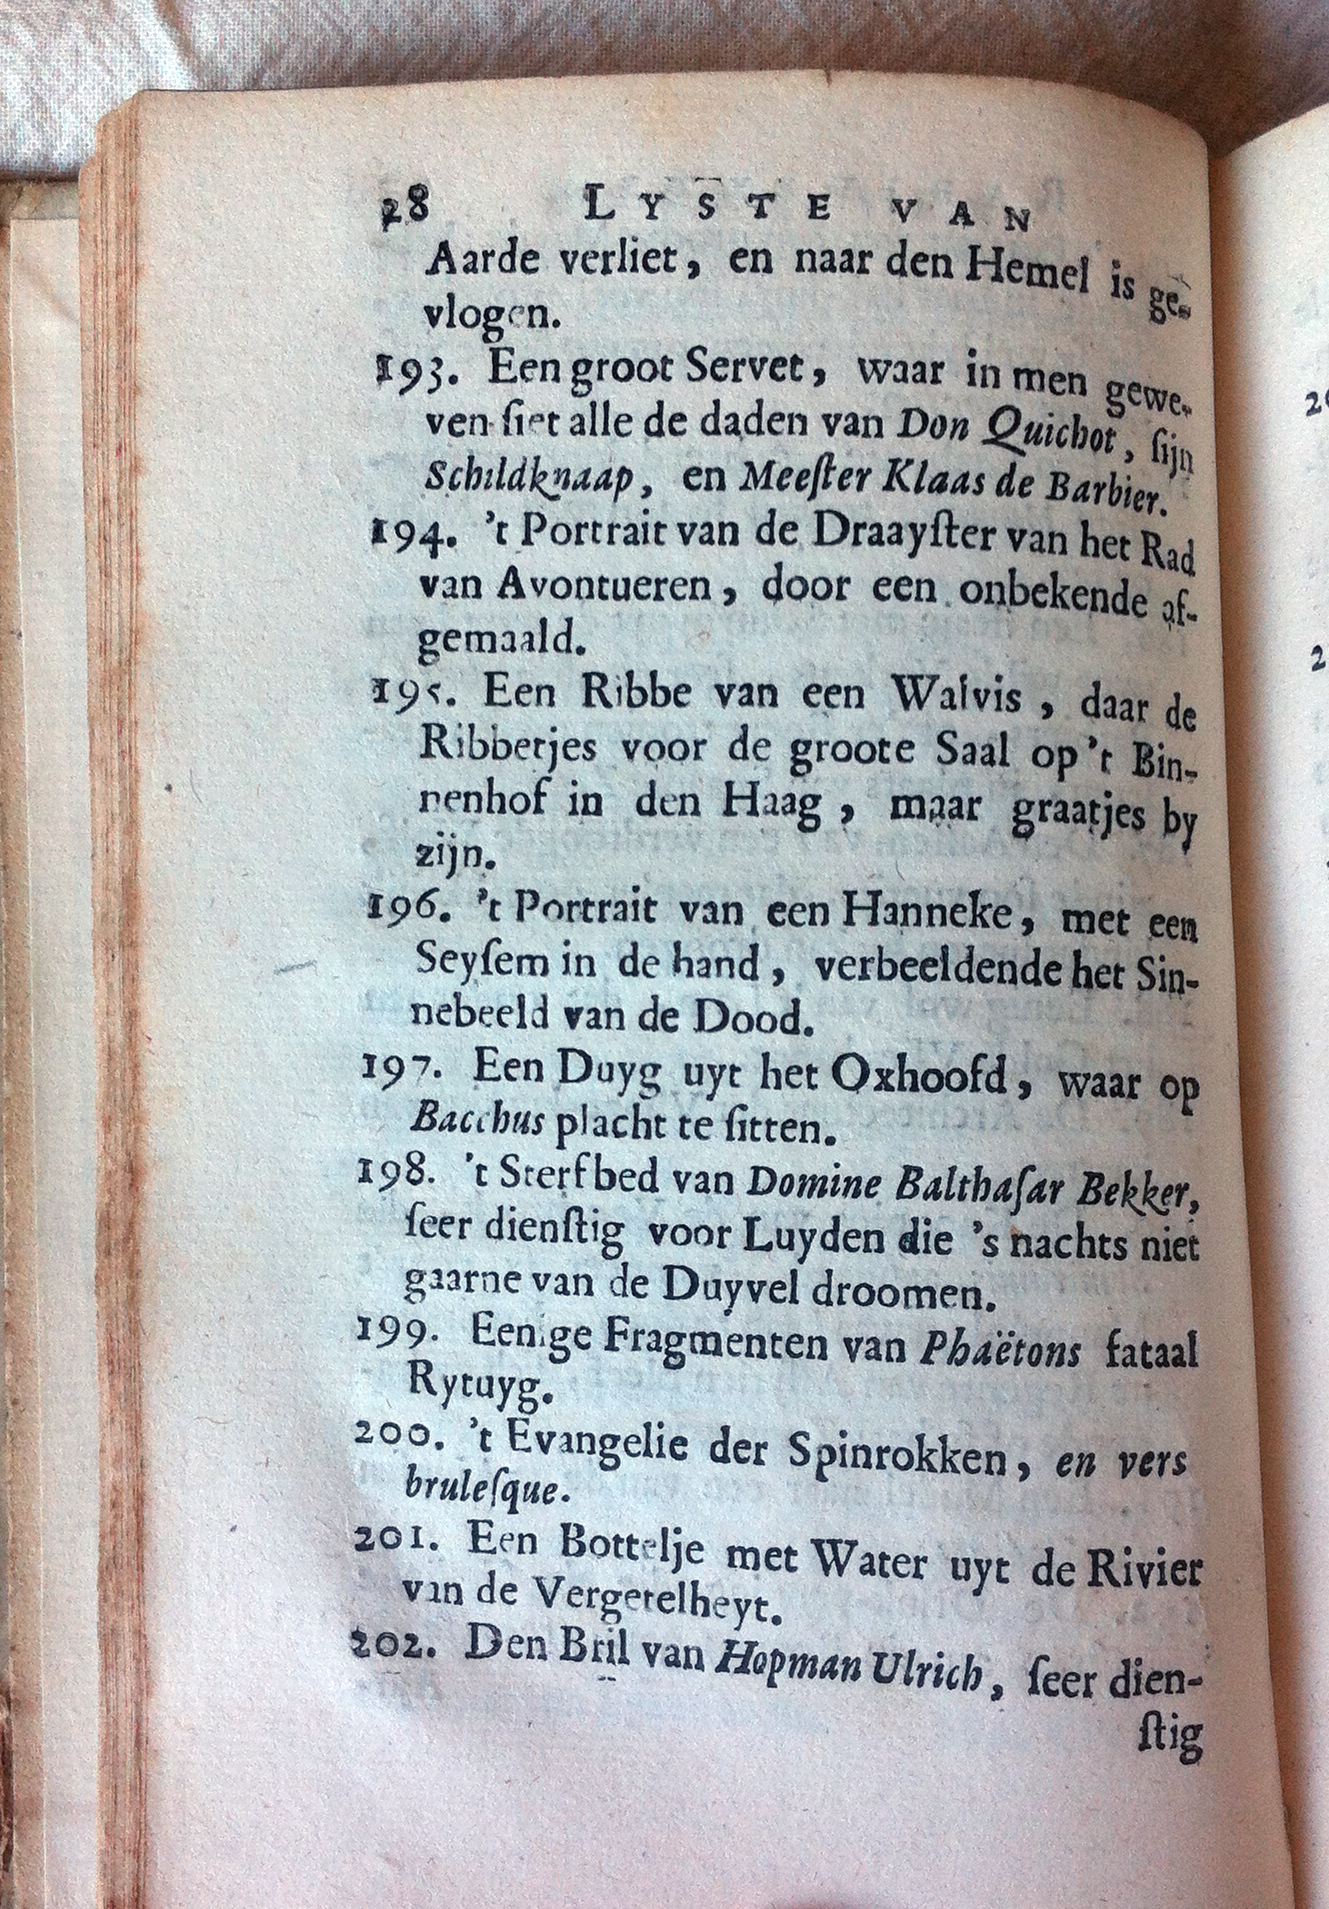 28 LYSTE VAN
Aarde verliet, en naar den Hemel is ge-
vlogen.
193. Een groot Servet, waar in men gewe-
ven ſiet alle de daden van Don Quichot, ſijn
Schildknaap, en Meeſter Klaas de Barbier.
194. 't Portrait van de Draayſter van het Rad
van Avontueren, door een onbekende af-
gemaald.
195. Een Ribbe van een Walvis, daar de
Ribbetjes voor de groote Saal op 't Bin-
nenhof in den Haag, maar graatjes by
zijn.
196. 't Portrait van een Hanneke, met een
Seyſem in de hand, verbeeldende het Sin-
nebeeld van de Dood.
197. Een Duyg uyt het Oxhoofd, waar op
Bacchus placht te ſitten.
198. 't Sterfbed van Domine Balthaſar Bekker,
ſeer dienſtig voor Luyden die 's nachts niet
gaarne van de Duyvel droomen.
199. Eenige Fragmenten van Phaëtons fataal
Rytuyg.
200. 't Evangelie der Spinrokken, en vers
bruleſque.
201. Een Bottelje met Water uyt de Rivier
van de Vergetelheyt.
202. Den Bril van Hopman Ulrich, ſeer dien-
ſtig